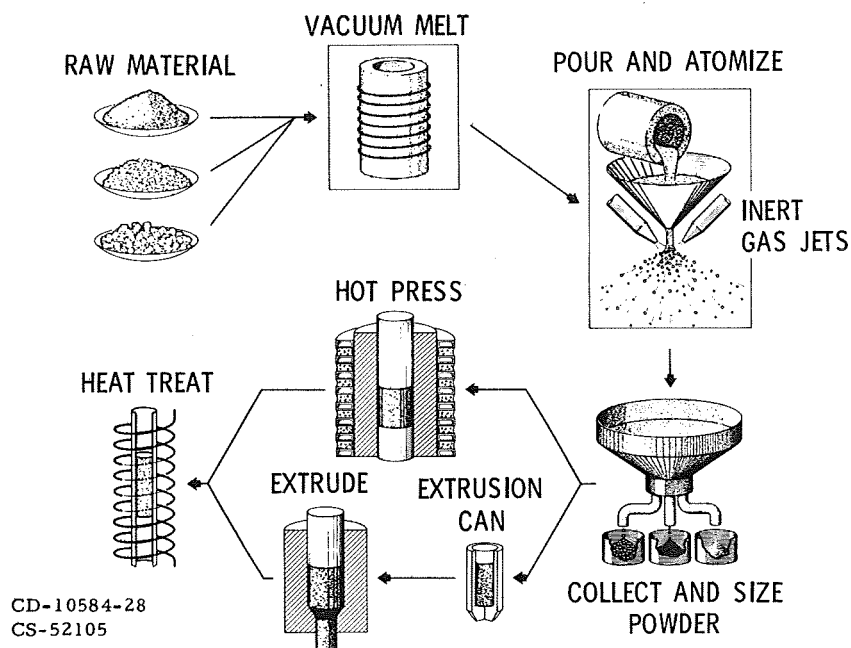 VACUUM MELT
RAW MATERIAL
POUR AND ATOMIZE
INERT
GAS JETS
HOT PRESS
HEAT TREAT
EXTRUDE
EXTRUSION
CAN
COLLECT AND SIZE
POWDER
CD-10584-28
CS-52105